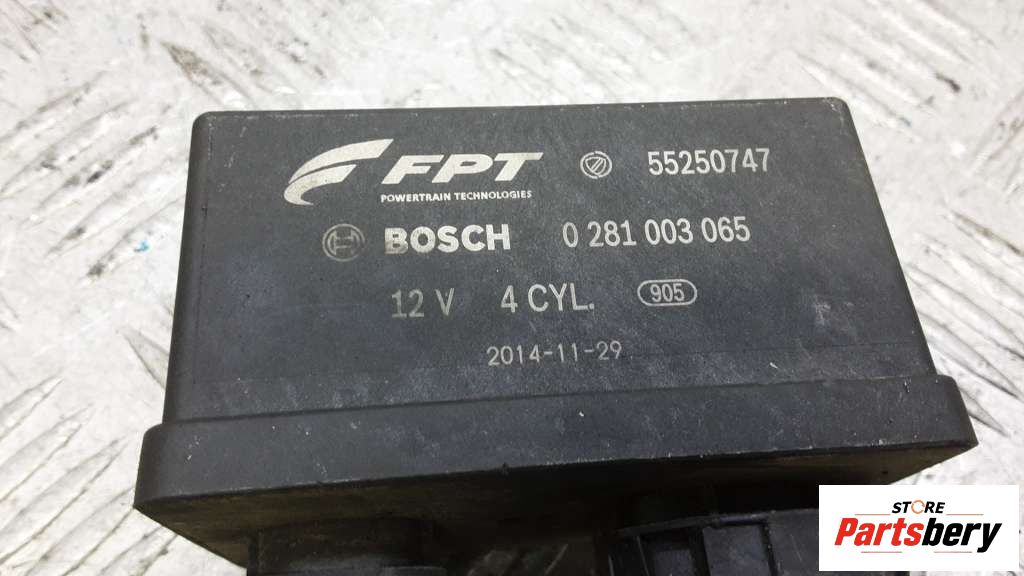 FPT 55250747
POWERTRAIN TECHNOLOGIES
BOSCH 0 281 003 065
12 V 4 CYL. 905
2014-11-29
STORE
Partsbery